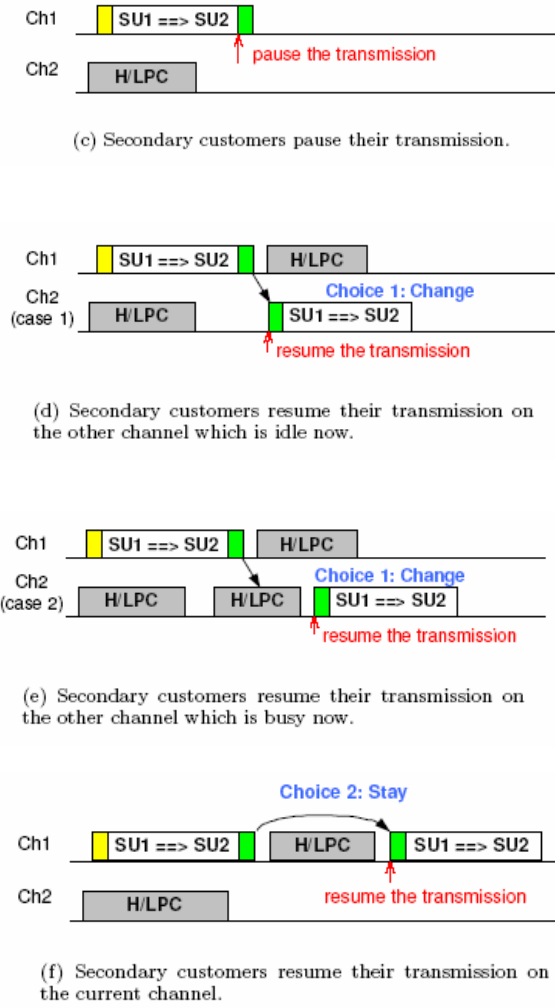 Ch1 SU1 ==> SU2
pause the transmission
Ch2 H/LPC
(c) Secondary customers pause their transmission.
Ch1 SU1 ==> SU2 H/LPC
Choice 1: Change
Ch2
(case 1) H/LPC SU1 ==> SU2
resume the transmission
(d) Secondary customers resume their transmission on
the other channel which is idle now.
Ch1 SU1 ==> SU2 H/LPC
Choice 1: Change
Ch2
(case 2) H/LPC H/LPC SU1 ==> SU2
resume the transmission
(e) Secondary customers resume their transmission on
the other channel which is busy now.
Choice 2: Stay
Ch1 SU1 ==> SU2 H/LPC SU1 ==> SU2
resume the transmission
Ch2 H/LPC
(f) Secondary customers resume their transmission on
the current channel.